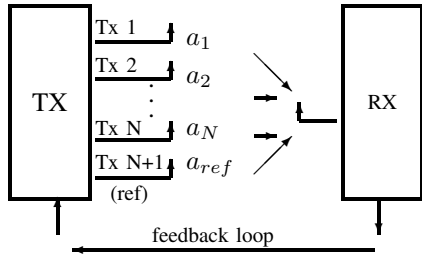 Tx 1
a1
Tx 2
a2
TX
RX
Tx N
aN
Tx N+1
aref
(ref)
feedback loop